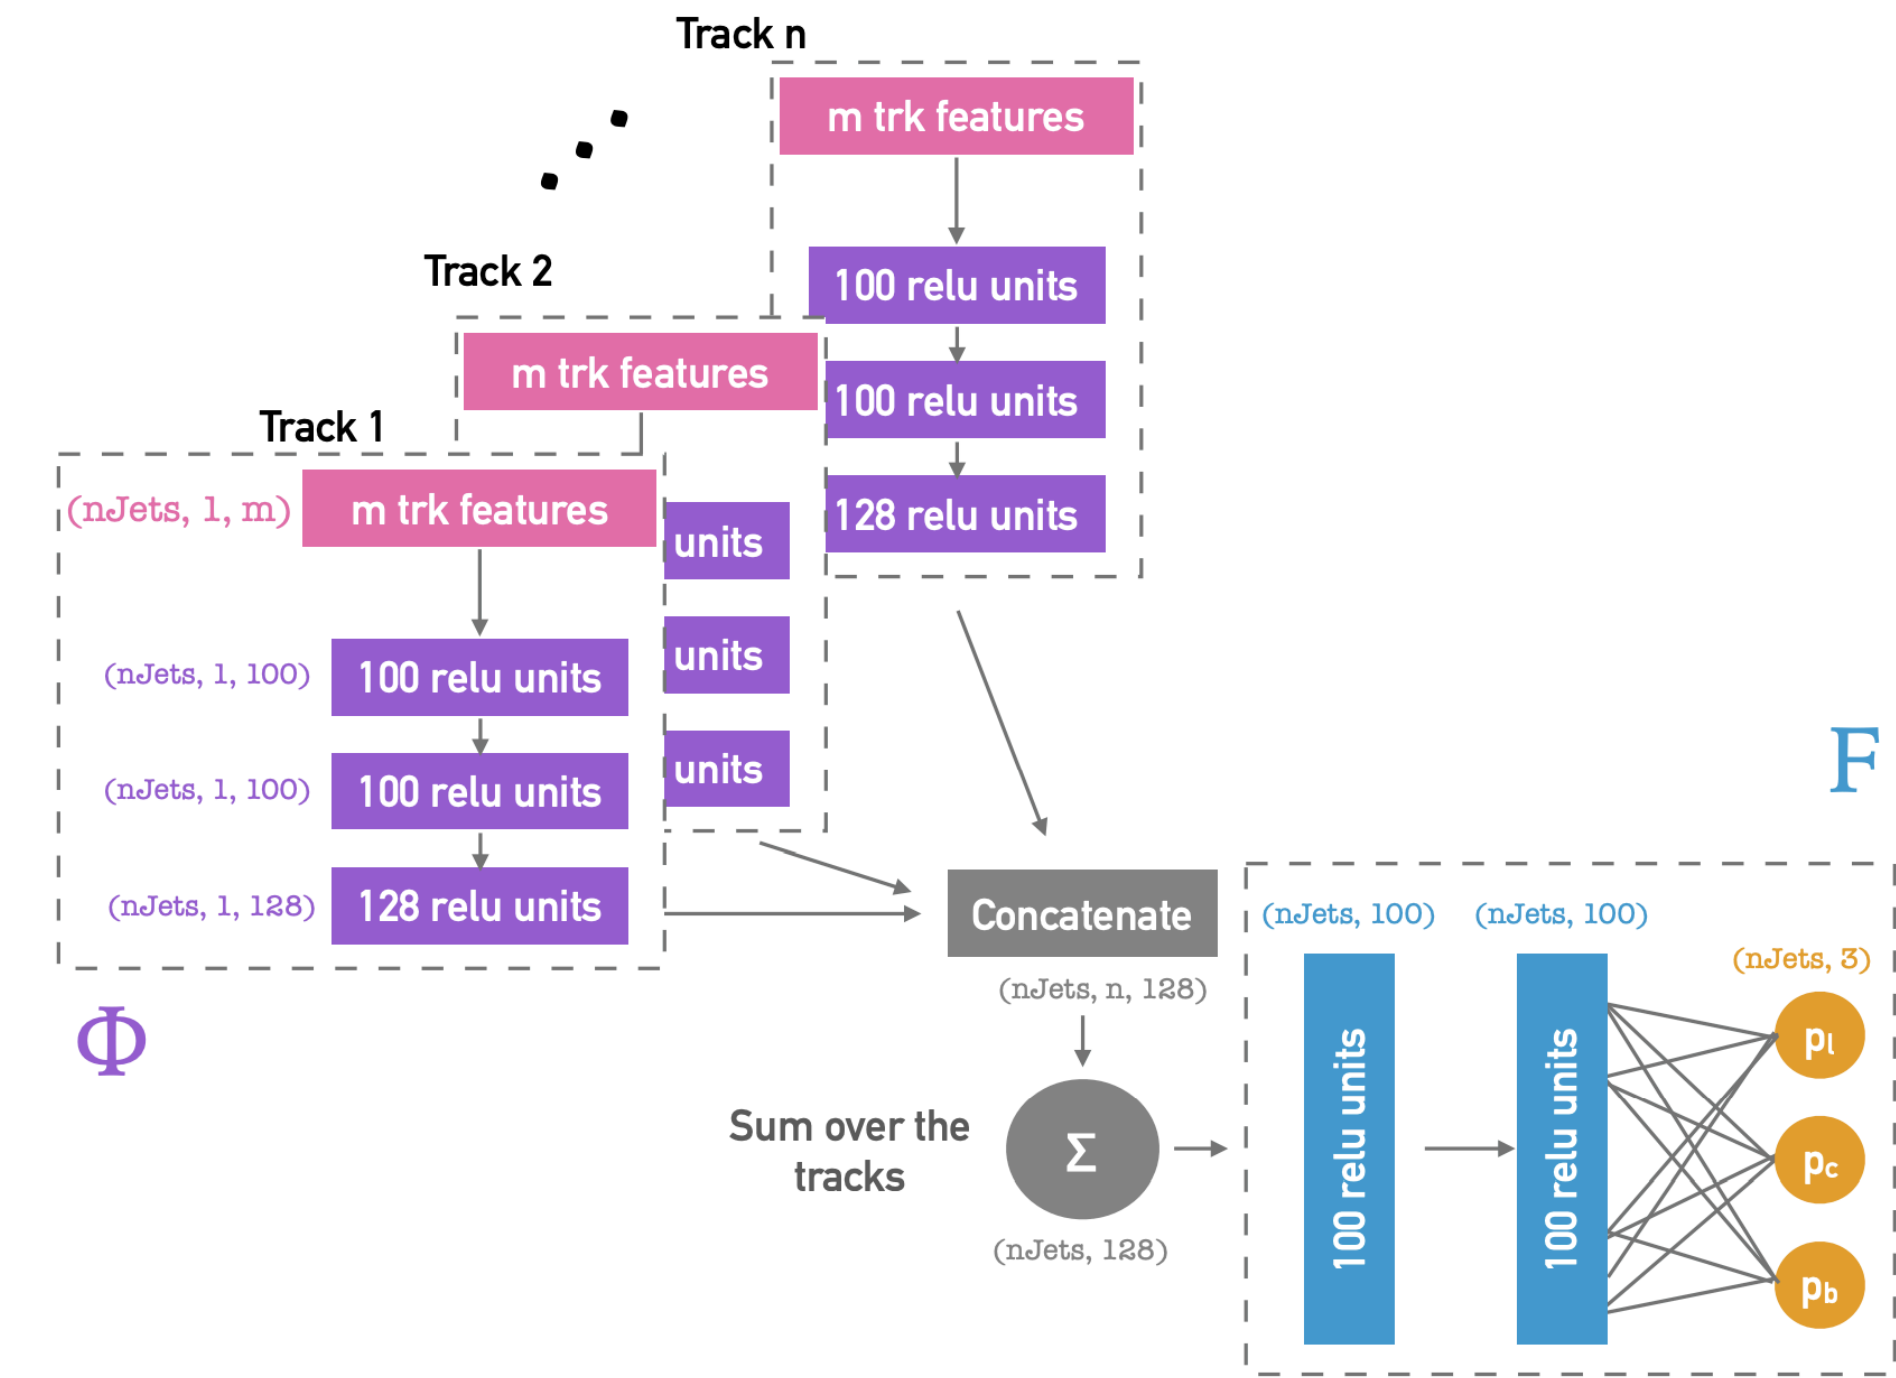 Track n
m trk features
100 relu units
100 relu units
128 relu units
Track 2
m trk features
units
units
units
Track 1
(nJets, 1, m)
m trk features
(nJets, 1, 100)
100 relu units
(nJets, 1, 100)
100 relu units
(nJets, 1, 128)
128 relu units
Φ
Concatenate
(nJets, n, 128)
Sum over the
tracks
Σ
(nJets, 128)
F
(nJets, 100)
(nJets, 100)
(nJets, 3)
100 relu units
100 relu units
pl
pc
pb